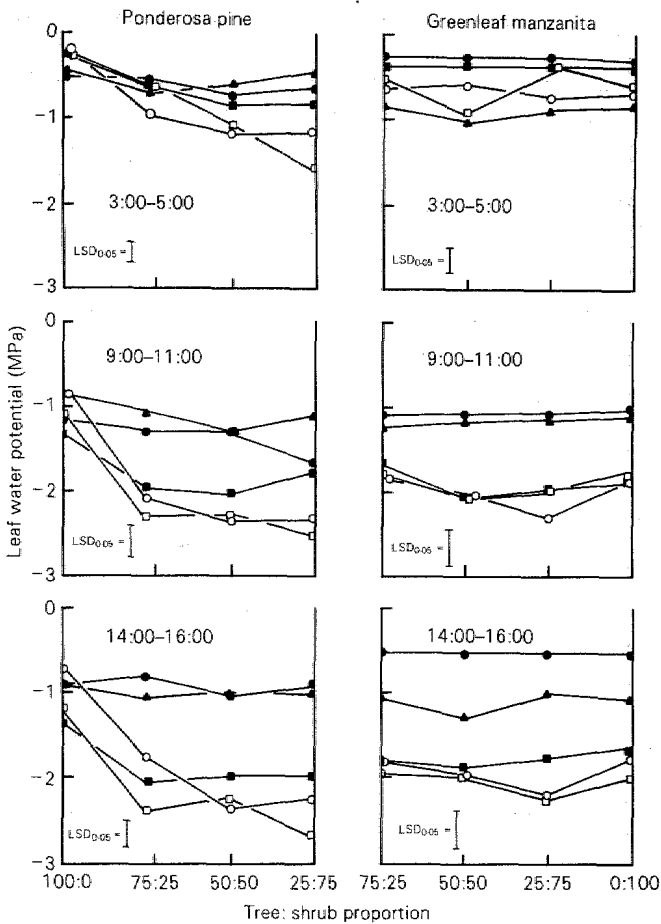 Ponderosa pine
Greenleaf manzanita
0
-1
-2
-3
3:00–5:00
LSD0·05 =
3:00–5:00
LSD0·05 =
Leaf water potential (MPa)
0
-1
-2
-3
9:00–11:00
LSD0·05 =
9:00–11:00
LSD0·05 =
0
-1
-2
-3
14:00–16:00
LSD0·05 =
14:00–16:00
LSD0·05 =
100:0 75:25 50:50 25:75
75:25 50:50 25:75 0:100
Tree: shrub proportion